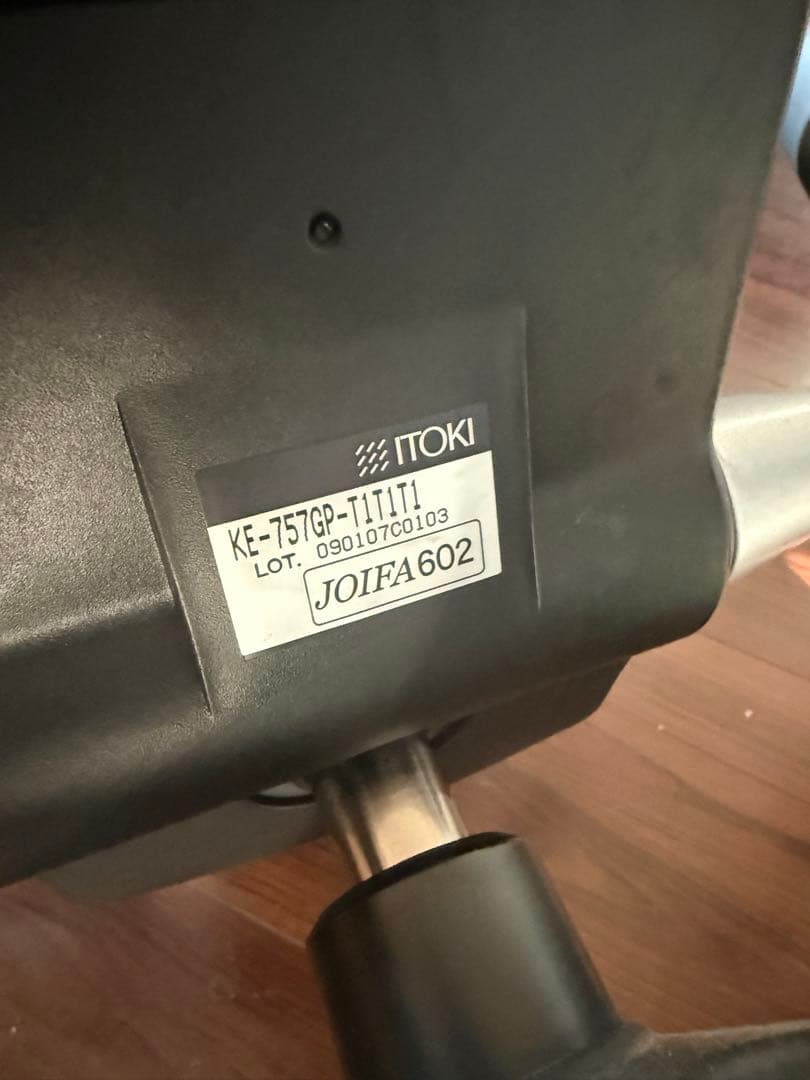 ITOKI
KE-757GP-T1T1T1
LOT. 090107C0103
JOIFA602